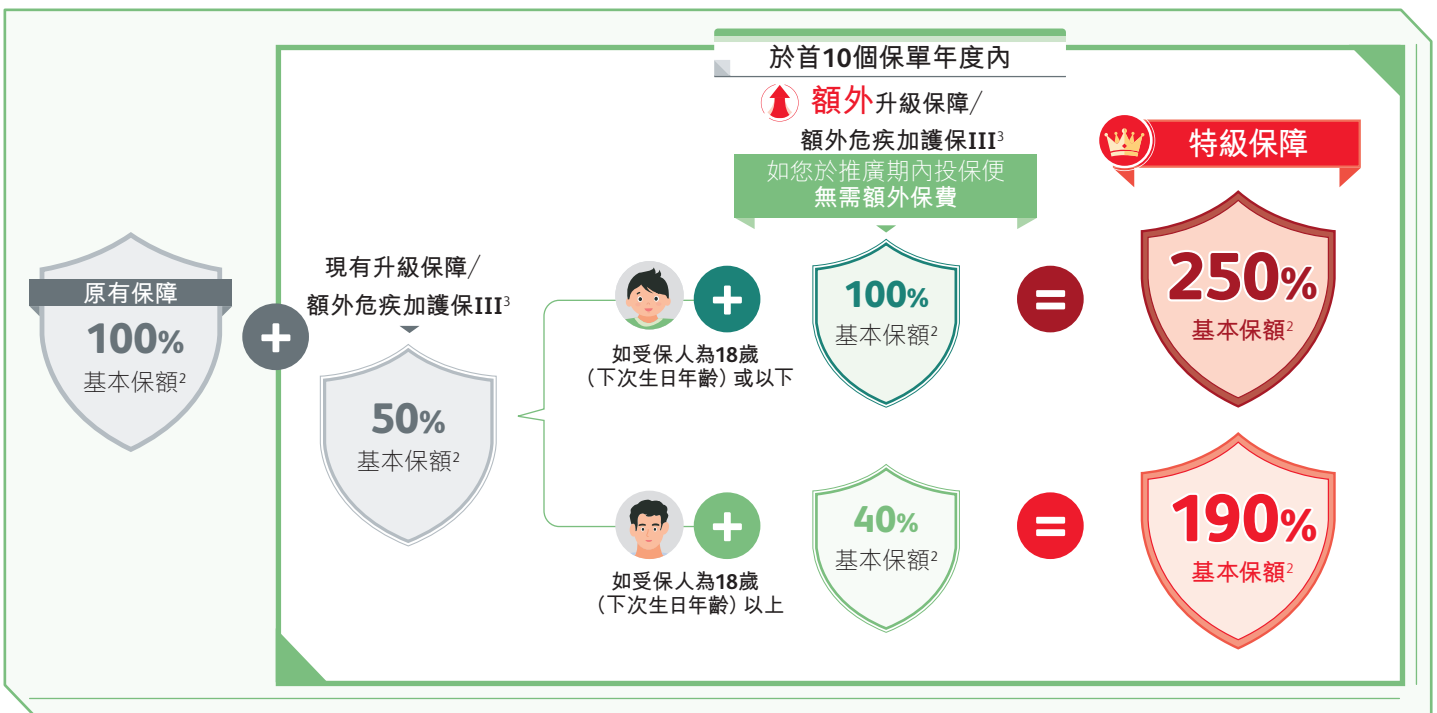 原有保障
100%
基本保額2
+
現有升級保障/
額外危疾加護保III3
50%
基本保額2
於首10個保單年度內
額外升級保障/
額外危疾加護保III3
如您於推廣期內投保便
無需額外保費
特級保障
如受保人為18歲
（下次生日年齡）或以下
+
100%
基本保額2
=
250%
基本保額2
如受保人為18歲
（下次生日年齡）以上
+
40%
基本保額2
=
190%
基本保額2